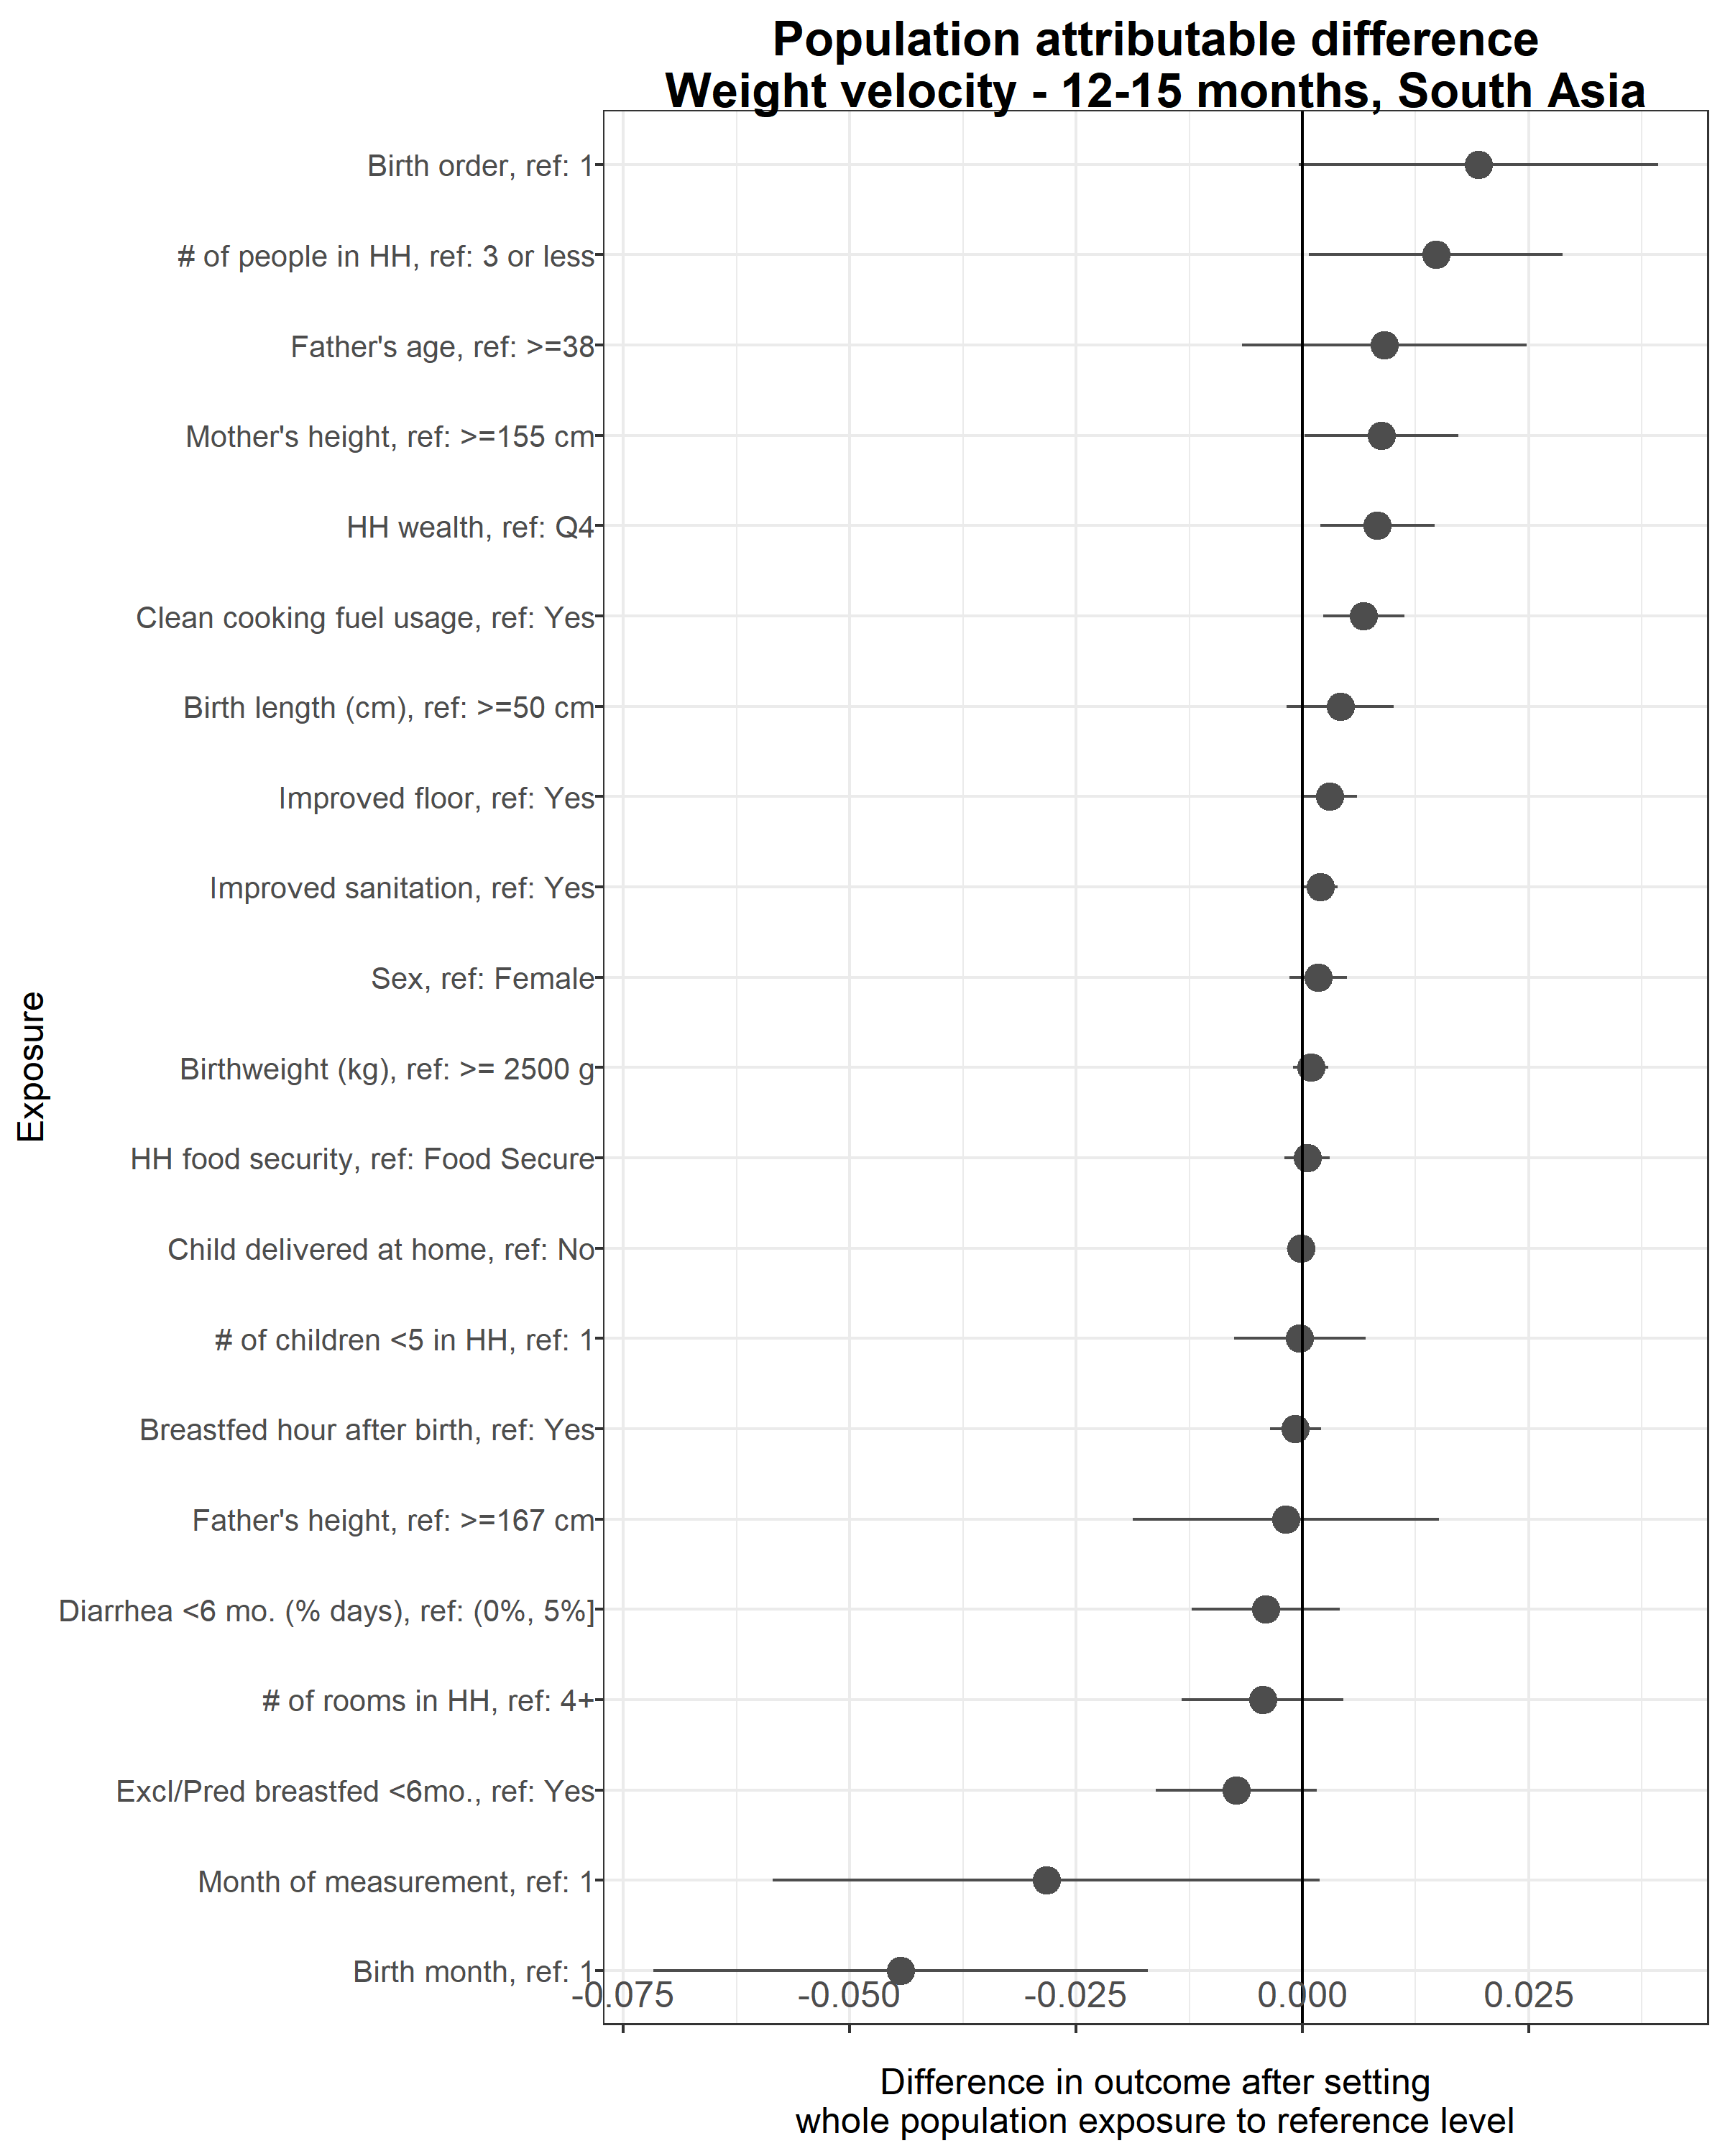 Population attributable difference
Weight velocity - 12-15 months, South Asia
Exposure
Birth order, ref: 1
# of people in HH, ref: 3 or less
Father's age, ref: >=38
Mother's height, ref: >=155 cm
HH wealth, ref: Q4
Clean cooking fuel usage, ref: Yes
Birth length (cm), ref: >=50 cm
Improved floor, ref: Yes
Improved sanitation, ref: Yes
Sex, ref: Female
Birthweight (kg), ref: >= 2500 g
HH food security, ref: Food Secure
Child delivered at home, ref: No
# of children <5 in HH, ref: 1
Breastfed hour after birth, ref: Yes
Father's height, ref: >=167 cm
Diarrhea <6 mo. (% days), ref: (0%, 5%]
# of rooms in HH, ref: 4+
Excl/Pred breastfed <6mo., ref: Yes
Month of measurement, ref: 1
Birth month, ref: 1
-0.075 -0.050 -0.025 0.000 0.025
Difference in outcome after setting
whole population exposure to reference level